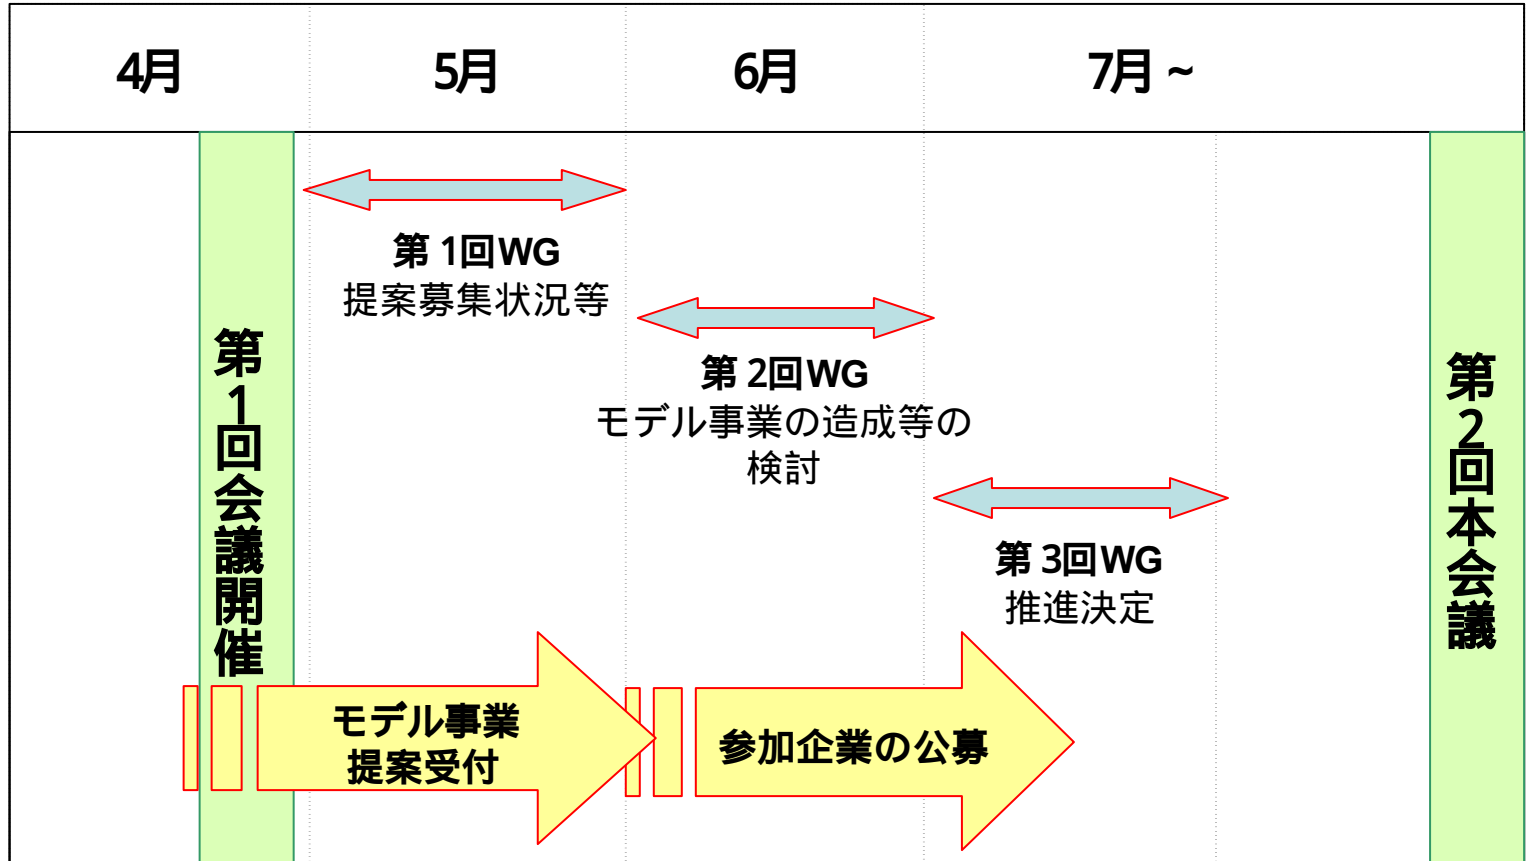 4月
5月
6月
7月 ~
第 1回WG
提案募集状況等
第 2回WG
モデル事業の造成等の
検討
第 3回WG
推進決定
第1回会議開催
第2回本会議
モデル事業
提案受付
参加企業の公募